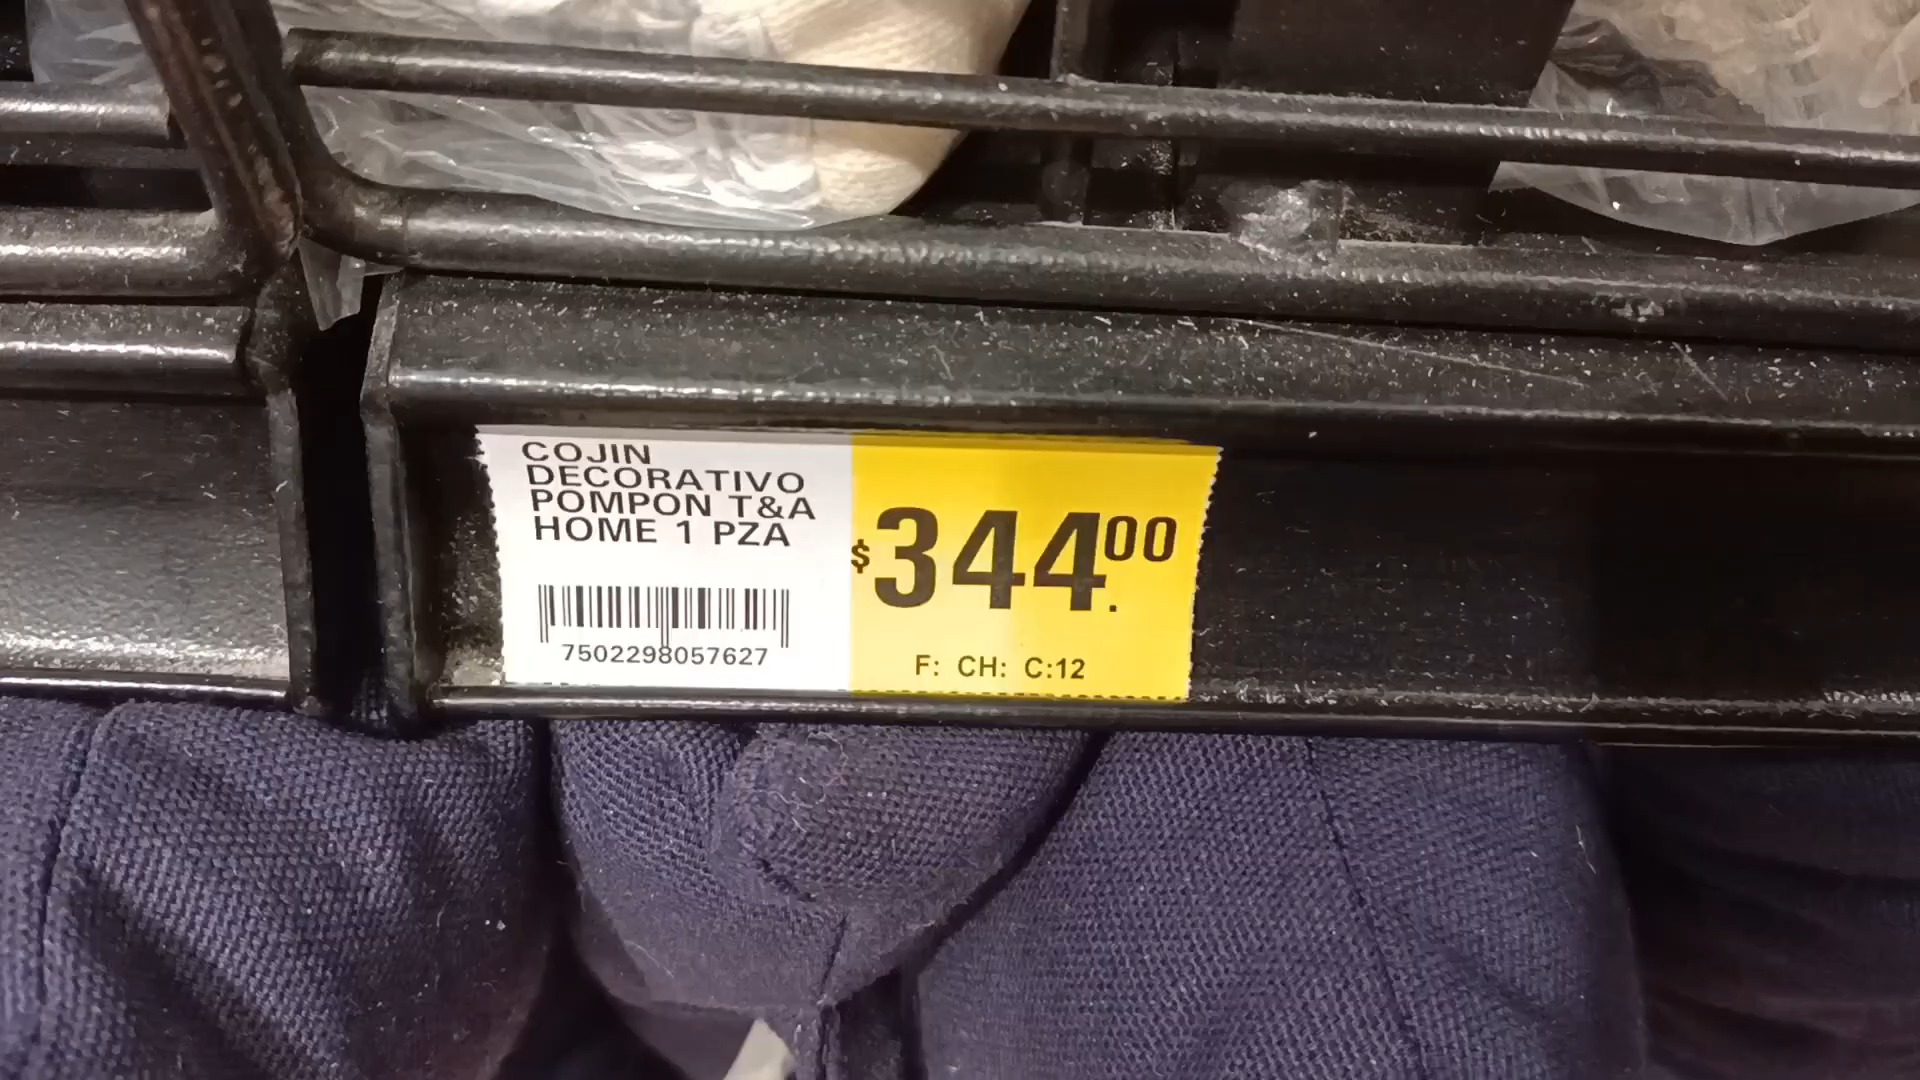 COJIN
DECORATIVO
POMPON T&A
HOME 1 PZA
7502298057627
$344.00
F: CH: C:12